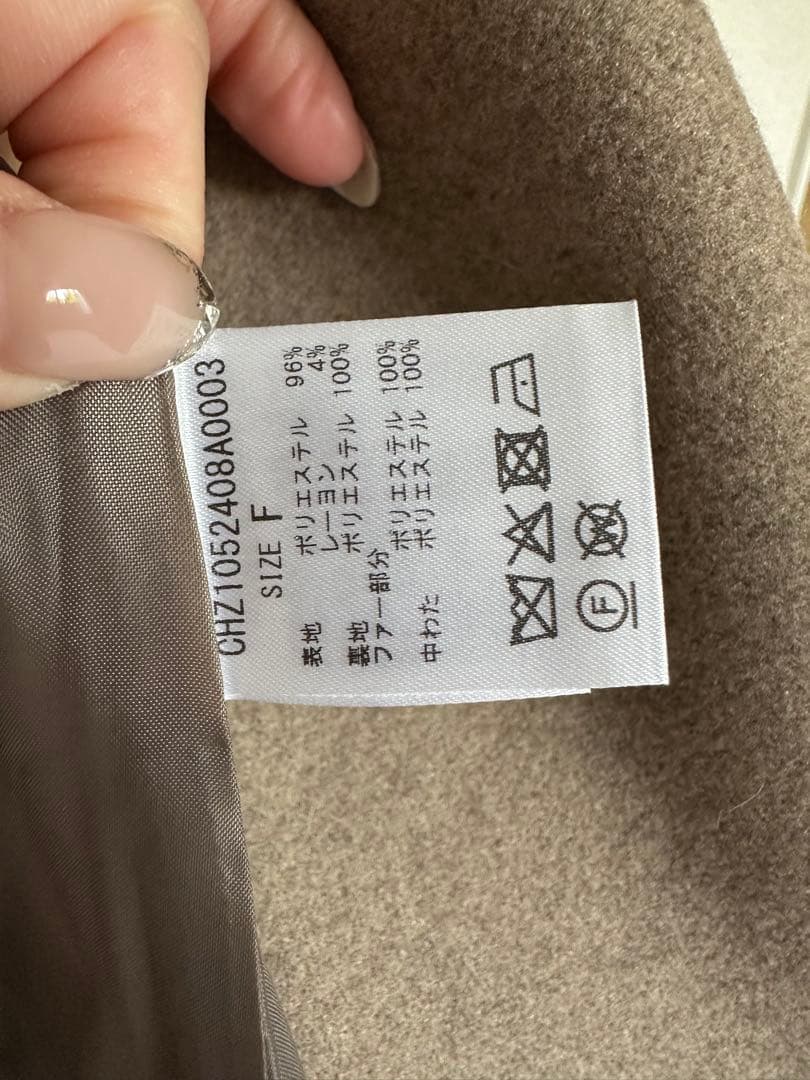 CHZ1052408A0003
SIZE F
表地 ポリエステル 96%
レーヨン 4%
裏地 ポリエステル 100%
ファー部分
ポリエステル 100%
中わた ポリエステル 100%
F
W